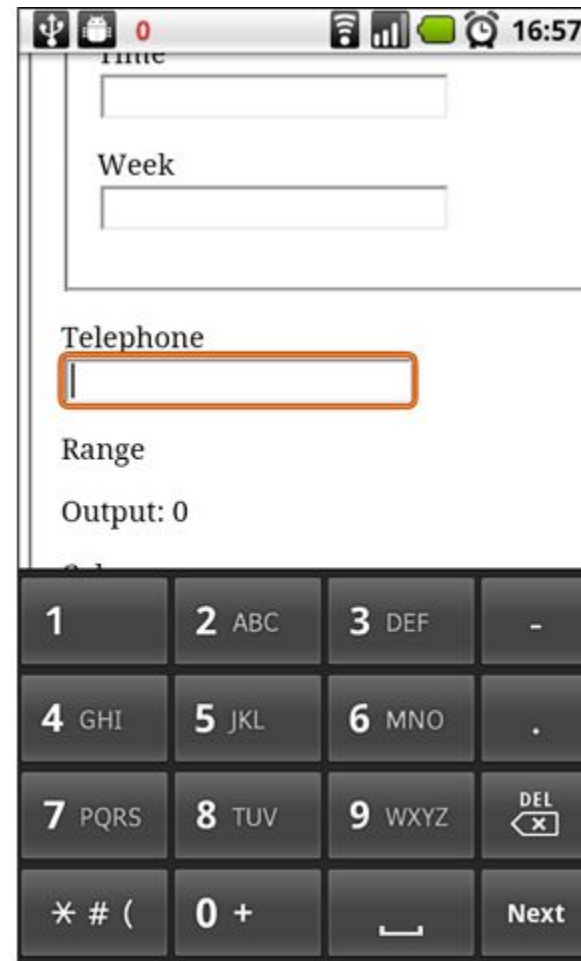 0 16:57
Time
Week
Telephone
Range
Output: 0
1 2 ABC 3 DEF -
4 GHI 5 JKL 6 MNO .
7 PQRS 8 TUV 9 WXYZ DEL
* # ( 0 + Next